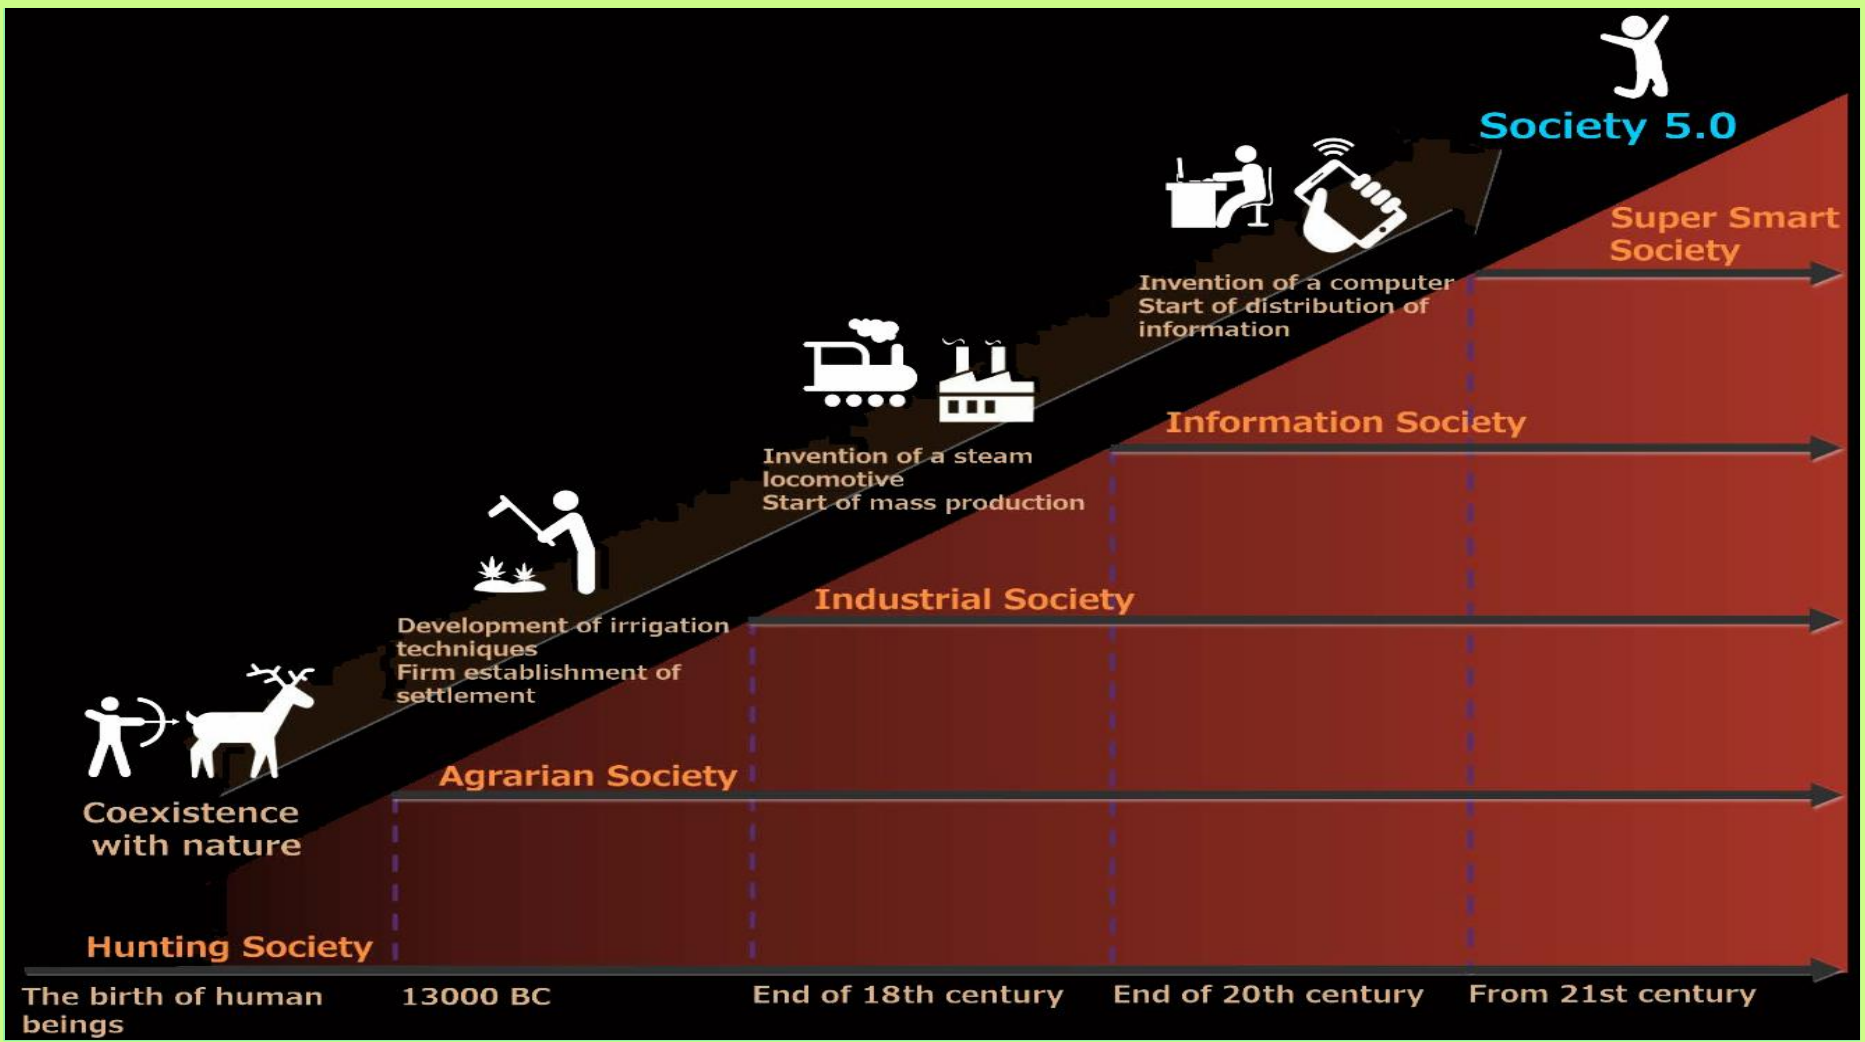 Society 5.0
Super Smart
Society
Invention of a computer
Start of distribution of
information
Information Society
Invention of a steam
locomotive
Start of mass production
Industrial Society
Development of irrigation
techniques
Firm establishment of
settlement
Agrarian Society
Coexistence
with nature
Hunting Society
The birth of human
beings
13000 BC
End of 18th century
End of 20th century
From 21st century